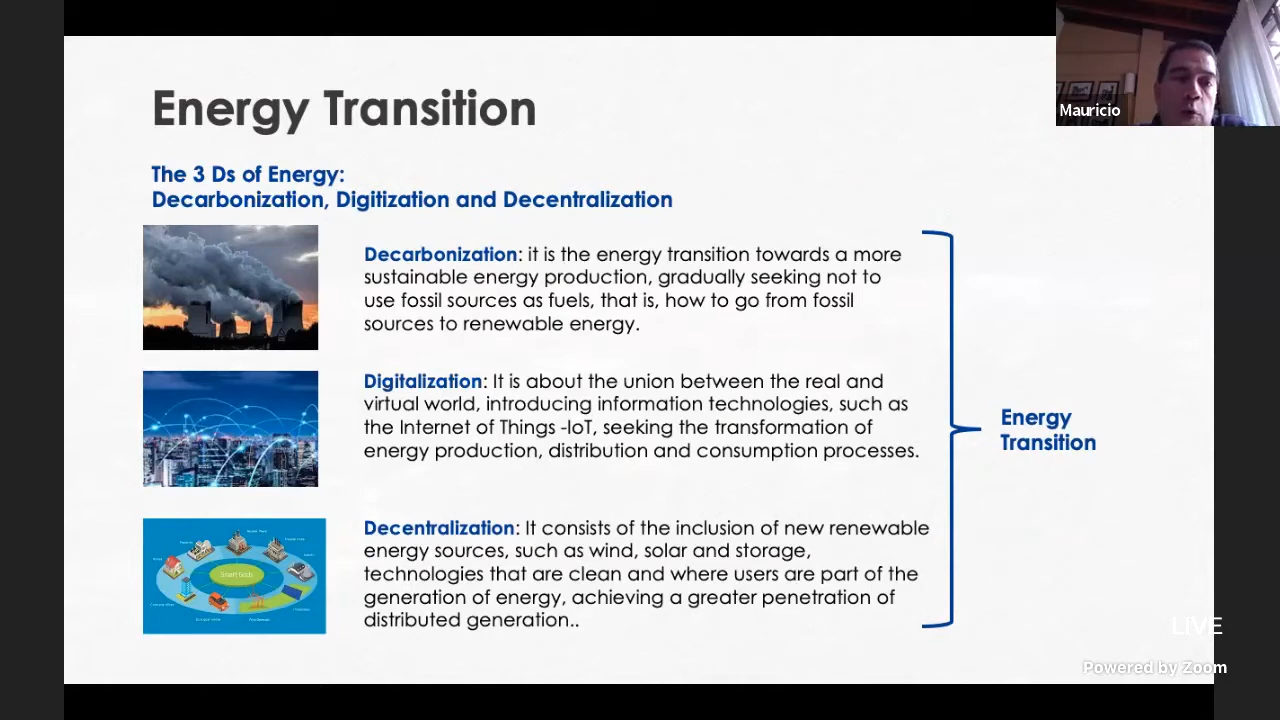 Energy Transition
Mauricio
The 3 Ds of Energy:
Decarbonization, Digitization and Decentralization
Decarbonization: it is the energy transition towards a more
sustainable energy production, gradually seeking not to
use fossil sources as fuels, that is, how to go from fossil
sources to renewable energy.
Digitalization: It is about the union between the real and
virtual world, introducing information technologies, such as
the Internet of Things -IoT, seeking the transformation of
energy production, distribution and consumption processes.
Energy
Transition
Decentralization: It consists of the inclusion of new renewable
energy sources, such as wind, solar and storage,
technologies that are clean and where users are part of the
generation of energy, achieving a greater penetration of
distributed generation..
LIVE
Powered by Zoom